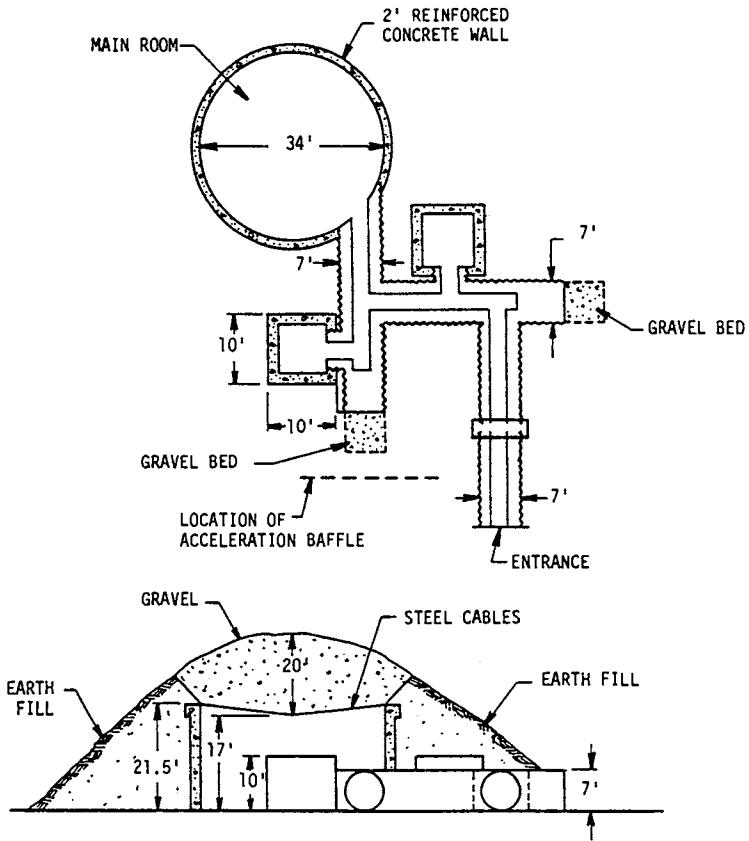 2' REINFORCED
CONCRETE WALL
MAIN ROOM
34'
7'
7'
GRAVEL BED
10'
10'
GRAVEL BED
7'
LOCATION OF
ACCELERATION BAFFLE
ENTRANCE
GRAVEL
STEEL CABLES
20'
EARTH
FILL
EARTH FILL
21.5'
17'
10'
7'